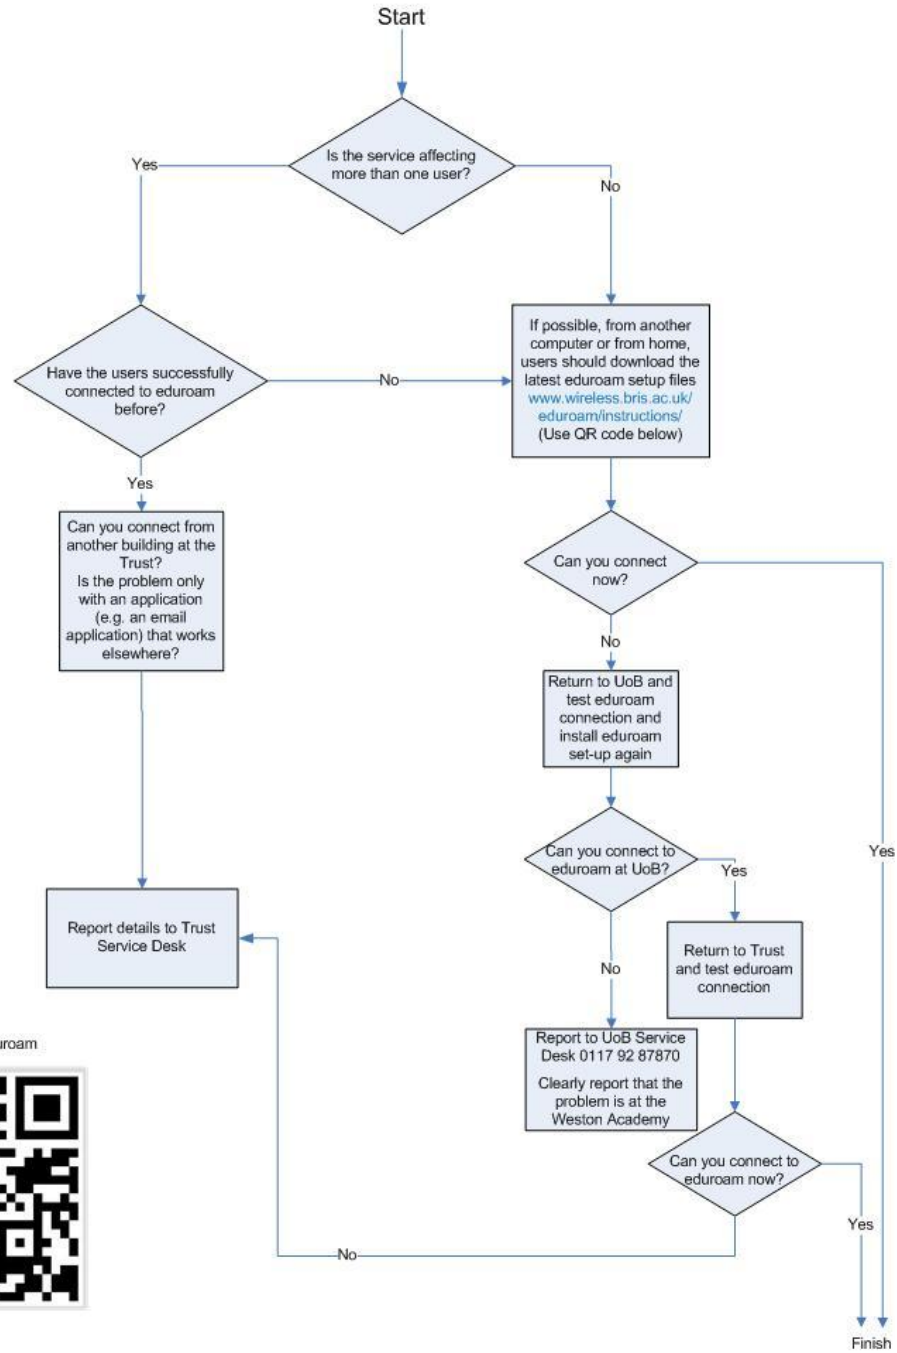 Start
Is the service affecting
more than one user?
Yes
No
Have the users successfully
connected to eduroam
before?
No
If possible, from another
computer or from home,
users should download the
latest eduroam setup files
www.wireless.bris.ac.uk/
eduroam/instructions/
(Use QR code below)
Yes
Can you connect from
another building at the
Trust?
Is the problem only
with an application
(e.g. an email
application) that works
elsewhere?
Can you connect
now?
No
Return to UoB and
test eduroam
connection and
install eduroam
set-up again
Can you connect to
eduroam at UoB?
Yes
Yes
Report details to Trust
Service Desk
Return to Trust
and test eduroam
connection
No
Report to UoB Service
Desk 0117 92 87870
Clearly report that the
problem is at the
Weston Academy
Can you connect to
eduroam now?
Yes
No
Finish